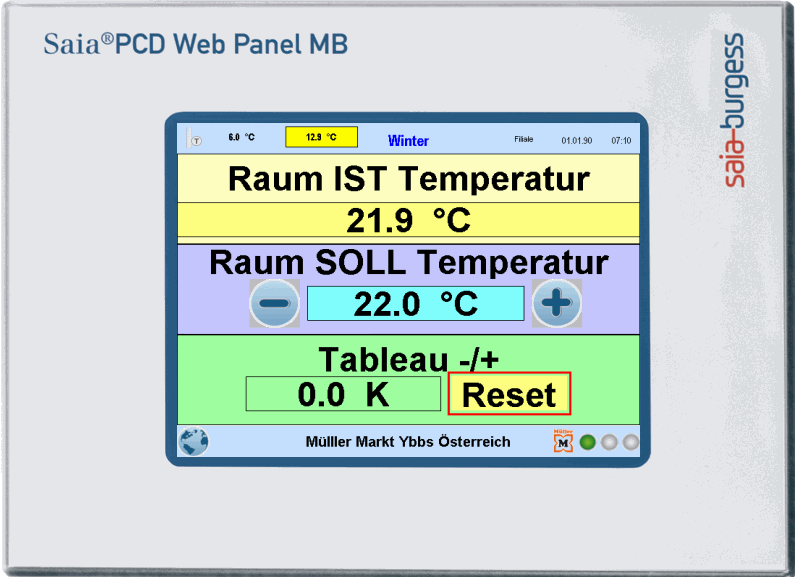 Saia®PCD Web Panel MB
saia-burgess
T 6.0 °C 12.9 °C Winter Filiale 01.01.90 07:10
Raum IST Temperatur
21.9 °C
Raum SOLL Temperatur
− 22.0 °C +
Tableau -/+
0.0 K Reset
Mülller Markt Ybbs Österreich Müller M